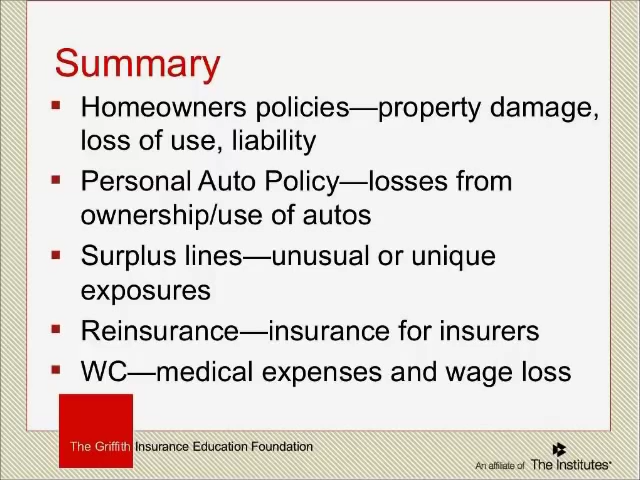 Summary
▪ Homeowners policies—property damage,
loss of use, liability
▪ Personal Auto Policy—losses from
ownership/use of autos
▪ Surplus lines—unusual or unique
exposures
▪ Reinsurance—insurance for insurers
▪ WC—medical expenses and wage loss
The Griffith Insurance Education Foundation
An affiliate of The Institutes